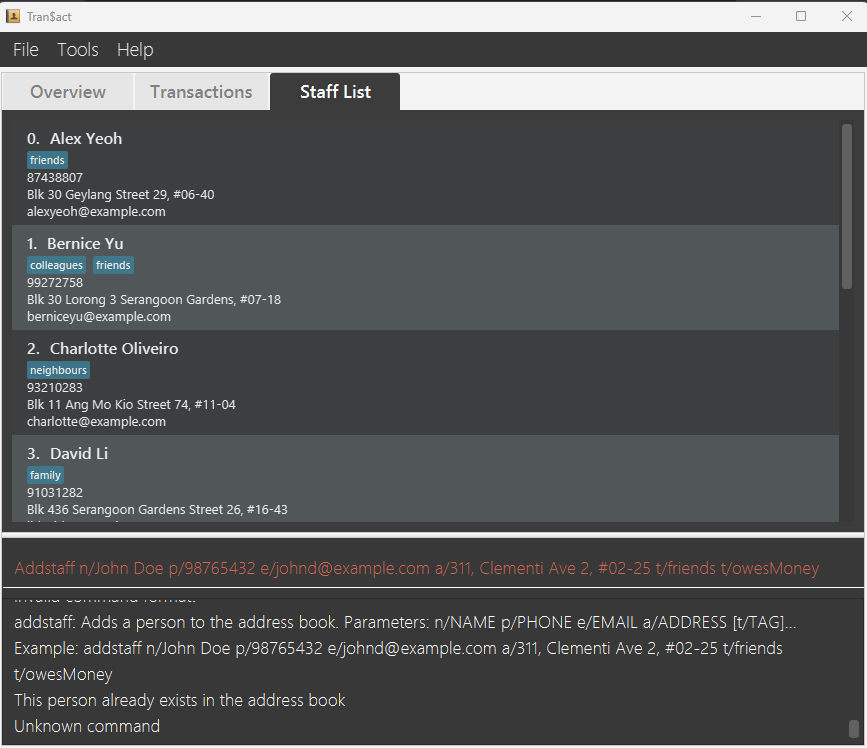 Tran$act
File Tools Help
Overview Transactions Staff List
0. Alex Yeoh
friends
87438807
Blk 30 Geylang Street 29, #06-40
alexyeoh@example.com
1. Bernice Yu
colleagues friends
99272758
Blk 30 Lorong 3 Serangoon Gardens, #07-18
berniceyu@example.com
2. Charlotte Oliveiro
neighbours
93210283
Blk 11 Ang Mo Kio Street 74, #11-04
charlotte@example.com
3. David Li
family
91031282
Blk 436 Serangoon Gardens Street 26, #16-43
Addstaff n/John Doe p/98765432 e/johnd@example.com a/311, Clementi Ave 2, #02-25 t/friends t/owesMoney
Invalid command format!
addstaff: Adds a person to the address book. Parameters: n/NAME p/PHONE e/EMAIL a/ADDRESS [t/TAG]...
Example: addstaff n/John Doe p/98765432 e/johnd@example.com a/311, Clementi Ave 2, #02-25 t/friends
t/owesMoney
This person already exists in the address book
Unknown command